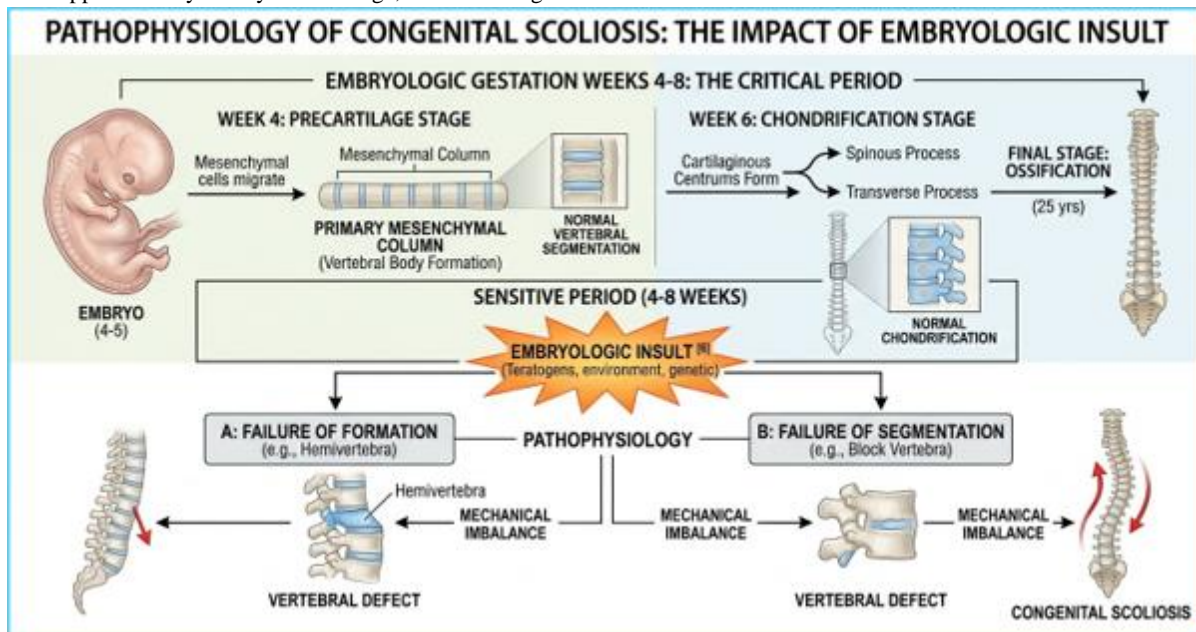 PATHOPHYSIOLOGY OF CONGENITAL SCOLIOSIS: THE IMPACT OF EMBRYOLOGIC INSULT
EMBRYOLOGIC GESTATION WEEKS 4-8: THE CRITICAL PERIOD
WEEK 4: PRECARTILAGE STAGE
Mesenchymal
cells migrate
Mesenchymal Column
PRIMARY MESENCHYMAL
COLUMN
(Vertebral Body Formation)
NORMAL
VERTEBRAL
SEGMENTATION
EMBRYO
(4-5)
WEEK 6: CHONDRIFICATION STAGE
Cartilaginous
Centrums Form
Spinous Process
Transverse Process
FINAL STAGE:
OSSIFICATION
(25 yrs)
NORMAL
CHONDRIFICATION
SENSITIVE PERIOD (4-8 WEEKS)
EMBRYOLOGIC INSULT [6]
(Teratogens, environment, genetic)
A: FAILURE OF FORMATION
(e.g., Hemivertebra)
PATHOPHYSIOLOGY
B: FAILURE OF SEGMENTATION
(e.g., Block Vertebra)
Hemivertebra
MECHANICAL
IMBALANCE
VERTEBRAL DEFECT
MECHANICAL
IMBALANCE
VERTEBRAL DEFECT
MECHANICAL
IMBALANCE
CONGENITAL SCOLIOSIS